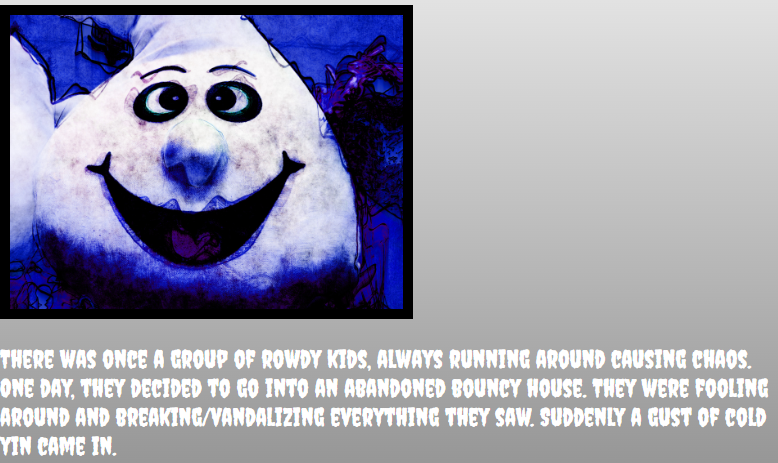 THERE WAS ONCE A GROUP OF ROWDY KIDS, ALWAYS RUNNING AROUND CAUSING CHAOS.
ONE DAY, THEY DECIDED TO GO INTO AN ABANDONED BOUNCY HOUSE. THEY WERE FOOLING
AROUND AND BREAKING/VANDALIZING EVERYTHING THEY SAW. SUDDENLY A GUST OF COLD
YIN CAME IN.